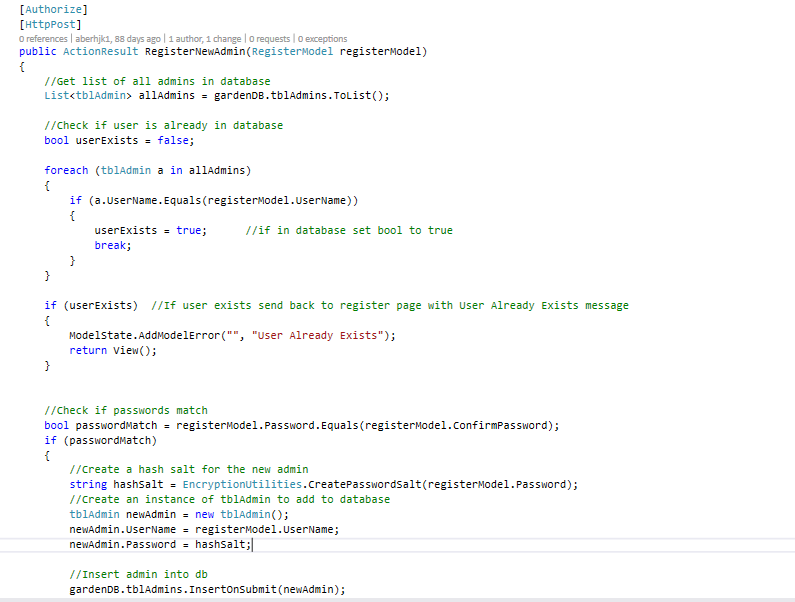 [Authorize]
[HttpPost]
0 references | aberhjk1, 88 days ago | 1 author, 1 change | 0 requests | 0 exceptions
public ActionResult RegisterNewAdmin(RegisterModel registerModel)
{
    //Get list of all admins in database
    List<tblAdmin> allAdmins = gardenDB.tblAdmins.ToList();

    //Check if user is already in database
    bool userExists = false;

    foreach (tblAdmin a in allAdmins)
    {
        if (a.UserName.Equals(registerModel.UserName))
        {
            userExists = true;      //if in database set bool to true
            break;
        }
    }

    if (userExists)  //If user exists send back to register page with User Already Exists message
    {
        ModelState.AddModelError("", "User Already Exists");
        return View();
    }


    //Check if passwords match
    bool passwordMatch = registerModel.Password.Equals(registerModel.ConfirmPassword);
    if (passwordMatch)
    {
        //Create a hash salt for the new admin
        string hashSalt = EncryptionUtilities.CreatePasswordSalt(registerModel.Password);
        //Create an instance of tblAdmin to add to database
        tblAdmin newAdmin = new tblAdmin();
        newAdmin.UserName = registerModel.UserName;
        newAdmin.Password = hashSalt;

        //Insert admin into db
        gardenDB.tblAdmins.InsertOnSubmit(newAdmin);